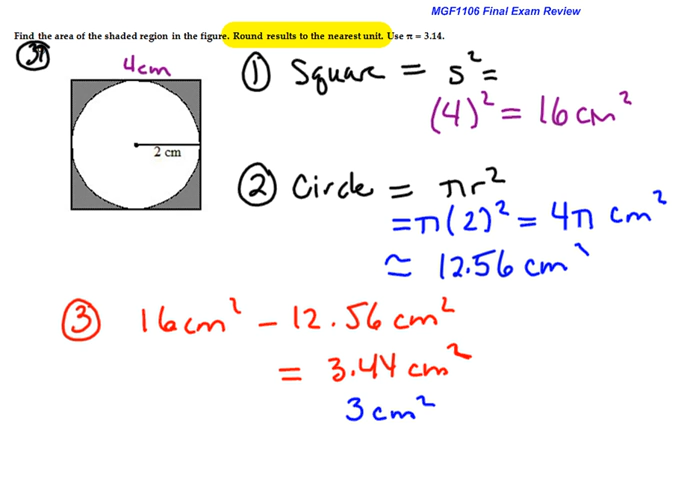 MGF1106 Final Exam Review
Find the area of the shaded region in the figure. Round results to the nearest unit. Use π = 3.14.
4cm
2 cm
① Square = s² =
(4)² = 16cm²
② Circle = πr²
= π(2)² = 4π cm²
≃ 12.56 cm²
③ 16cm² - 12.56 cm²
= 3.44 cm²
3 cm²